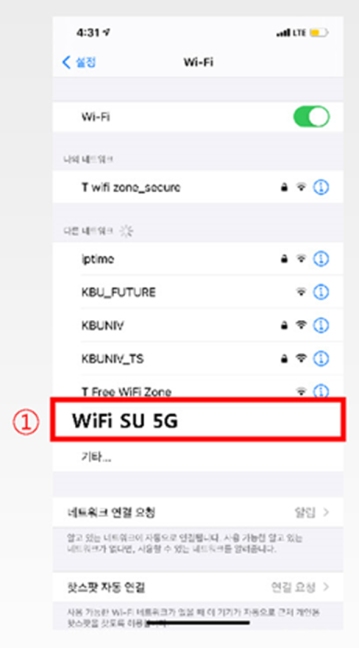 4:31
LTE
설정
Wi-Fi
Wi-Fi
나의 네트워크
T wifi zone_secure
다른 네트워크
iptime
KBU_FUTURE
KBUNIV
KBUNIV_TS
T Free WiFi Zone
① WiFi SU 5G
기타...
네트워크 연결 요청
알림
알고 있는 네트워크에 자동으로 연결됩니다. 사용 가능한 알고 있는
네트워크가 없다면, 사용할 수 있는 네트워크를 알려줍니다.
핫스팟 자동 연결
연결 요청
사용 가능한 Wi-Fi 네트워크가 없을 때 이 기기가 자동으로 근처 개인용
핫스팟을 찾도록 허용